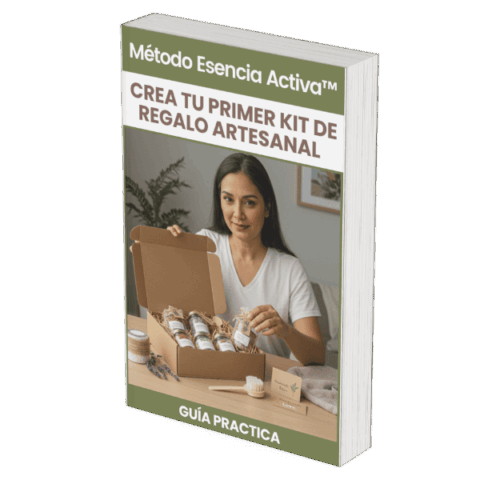 Método Esencia Activa™
CREA TU PRIMER KIT DE
REGALO ARTESANAL
GUÍA PRACTICA